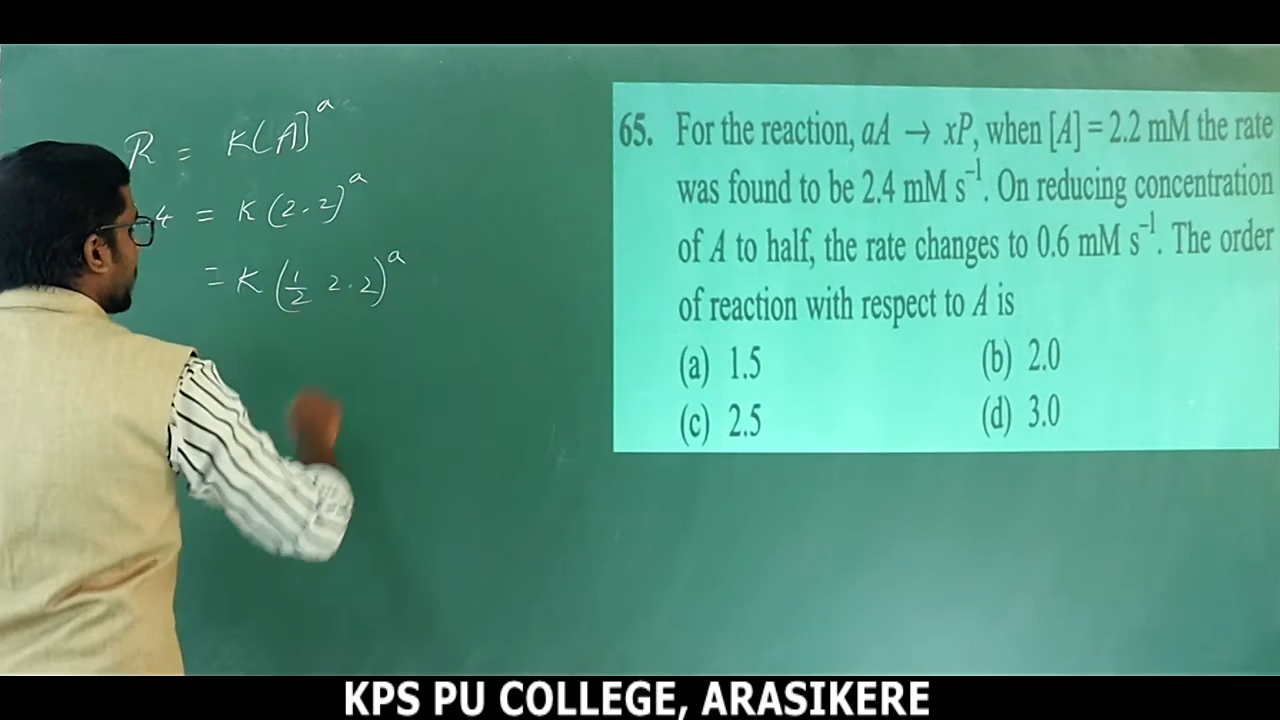 R = K[A]^a
4 = K(2.2)^a
= K(1/2 2.2)^a
65. For the reaction, aA → xP, when [A] = 2.2 mM the rate
was found to be 2.4 mM s⁻¹. On reducing concentration
of A to half, the rate changes to 0.6 mM s⁻¹. The order
of reaction with respect to A is
(a) 1.5 (b) 2.0
(c) 2.5 (d) 3.0
KPS PU COLLEGE, ARASIKERE